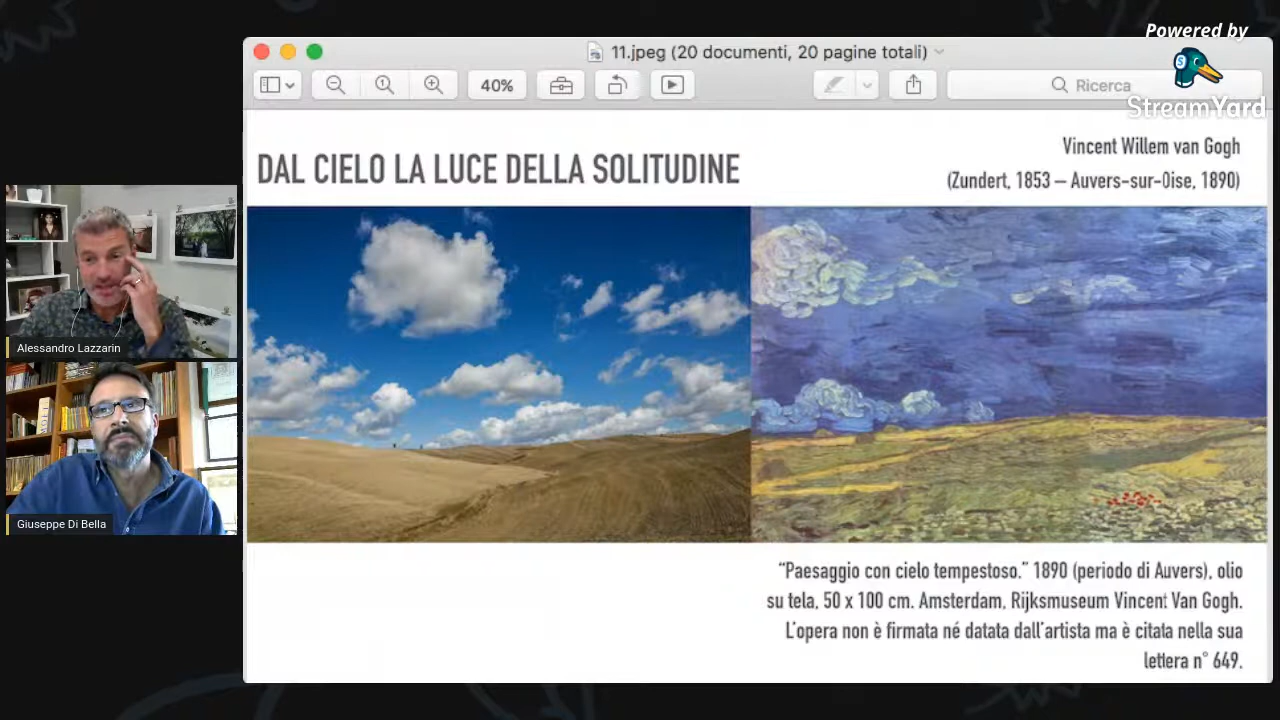 Powered by
StreamYard
11.jpeg (20 documenti, 20 pagine totali)
40%
Ricerca
DAL CIELO LA LUCE DELLA SOLITUDINE
Vincent Willem van Gogh
(Zundert, 1853 – Auvers-sur-Oise, 1890)
Alessandro Lazzarin
Giuseppe Di Bella
“Paesaggio con cielo tempestoso.” 1890 (periodo di Auvers), olio
su tela, 50 x 100 cm. Amsterdam, Rijksmuseum Vincent Van Gogh.
L’opera non è firmata né datata dall’artista ma è citata nella sua
lettera n° 649.